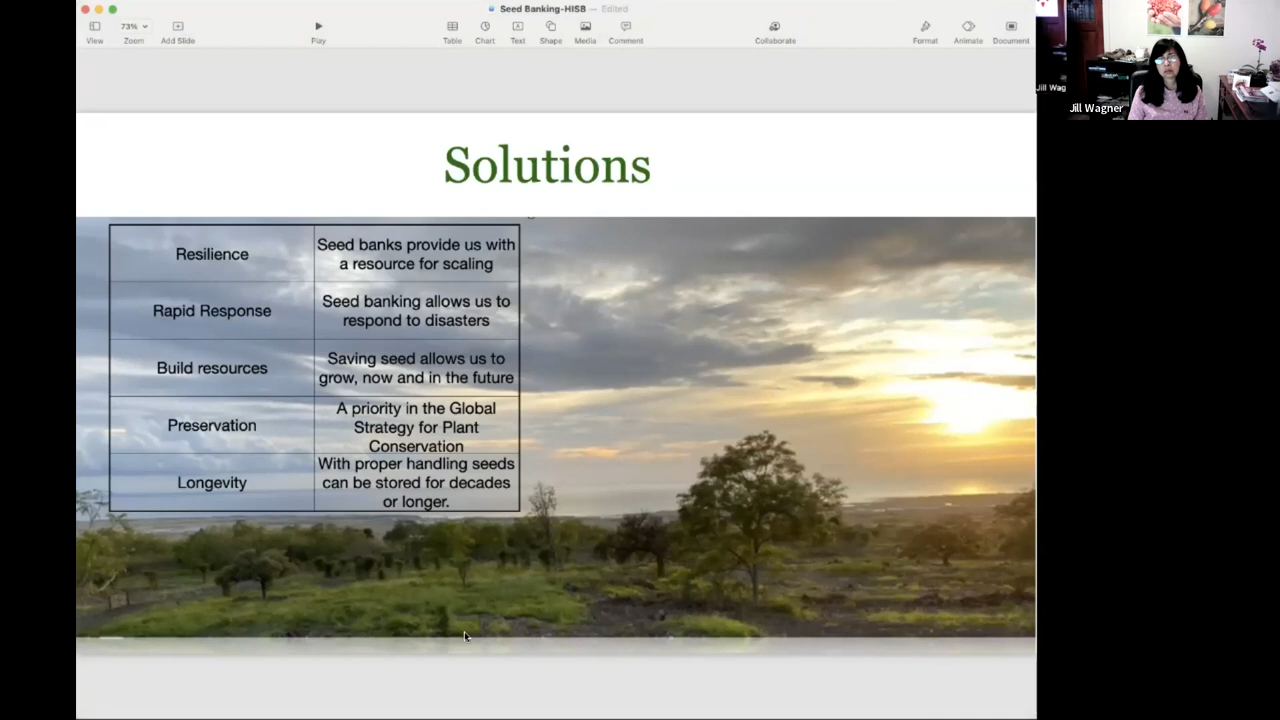 Seed Banking-HISB — Edited
73%
View
Zoom
Add Slide
Play
Table
Chart
Text
Shape
Media
Comment
Collaborate
Format
Animate
Document
Jill Wag
Jill Wagner
Solutions
Resilience
Seed banks provide us with
a resource for scaling
Rapid Response
Seed banking allows us to
respond to disasters
Build resources
Saving seed allows us to
grow, now and in the future
Preservation
A priority in the Global
Strategy for Plant
Conservation
Longevity
With proper handling seeds
can be stored for decades
or longer.